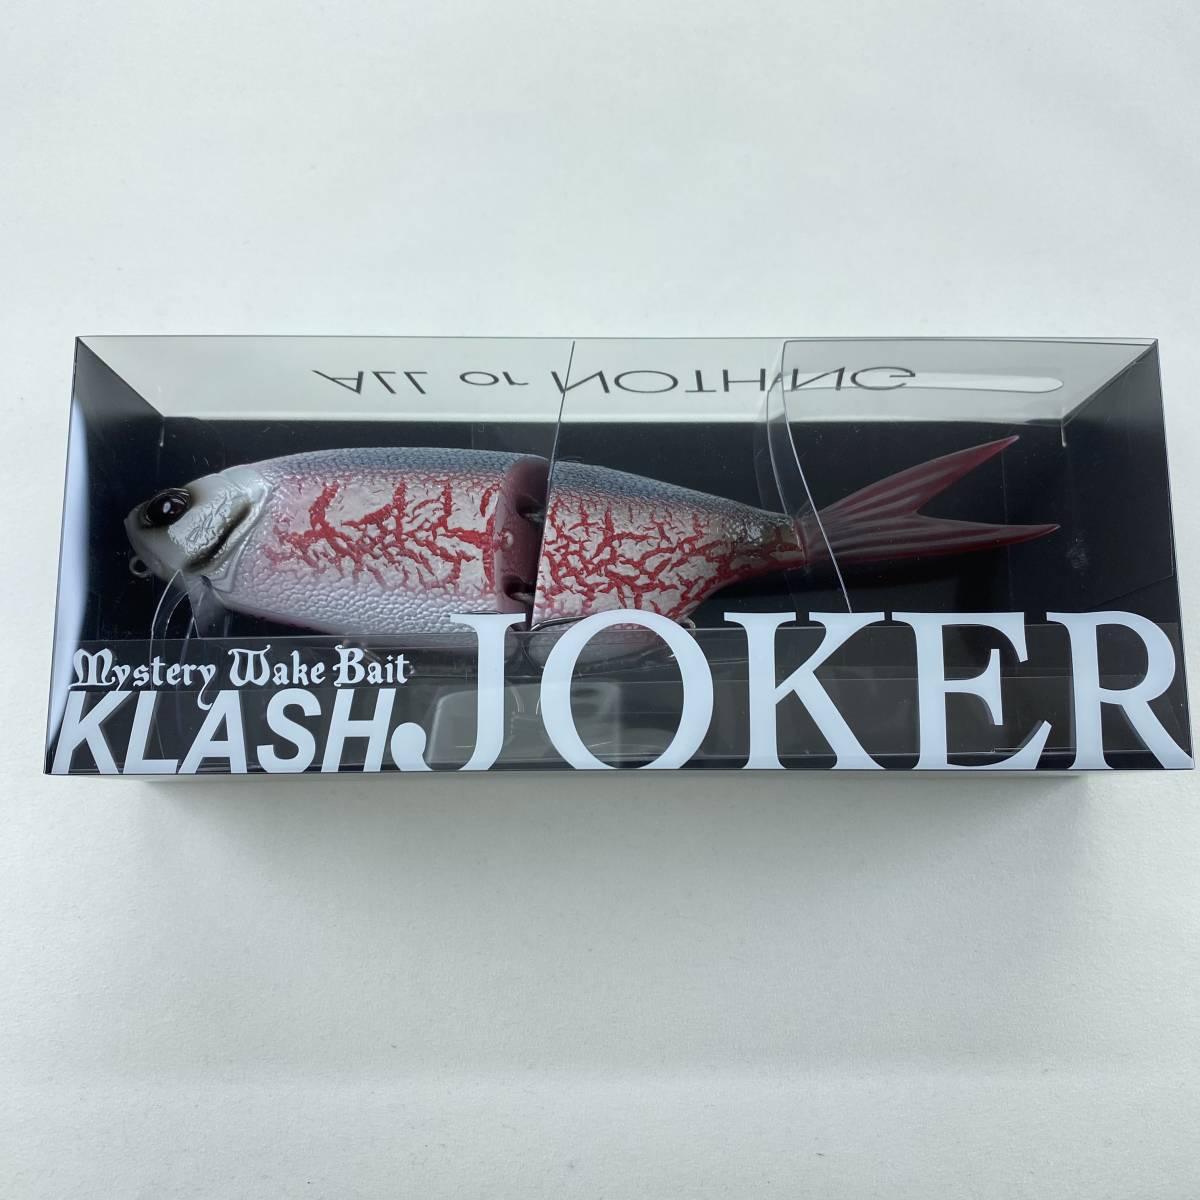 ALL or NOTHING
Mystery Wake Bait
KLASH JOKER